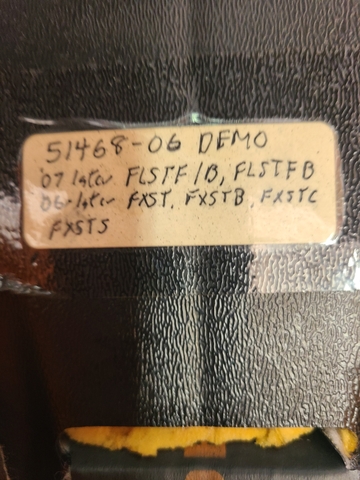 51468-06 DEMO
'07 later FLSTF/B, FLSTFB
06-later FXST, FXSTB, FXSTC
FXSTS